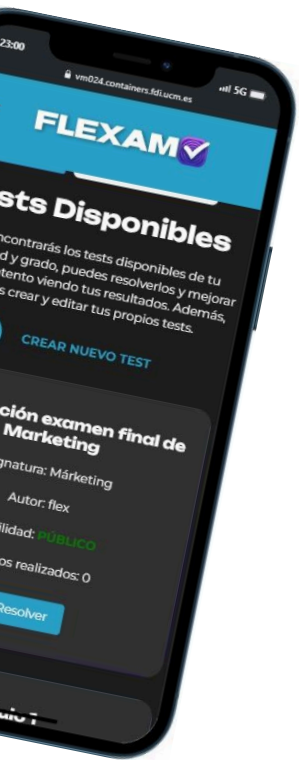 23:00
vm024.containers.fdi.ucm.es
5G
FLEXAM
sts Disponibles
ncontrarás los tests disponibles de tu
d y grado, puedes resolverlos y mejorar
tento viendo tus resultados. Además,
s crear y editar tus propios tests.
CREAR NUEVO TEST
ción examen final de
Marketing
gnatura: Márketing
Autor: flex
ilidad: PÚBLICO
os realizados: 0
Resolver